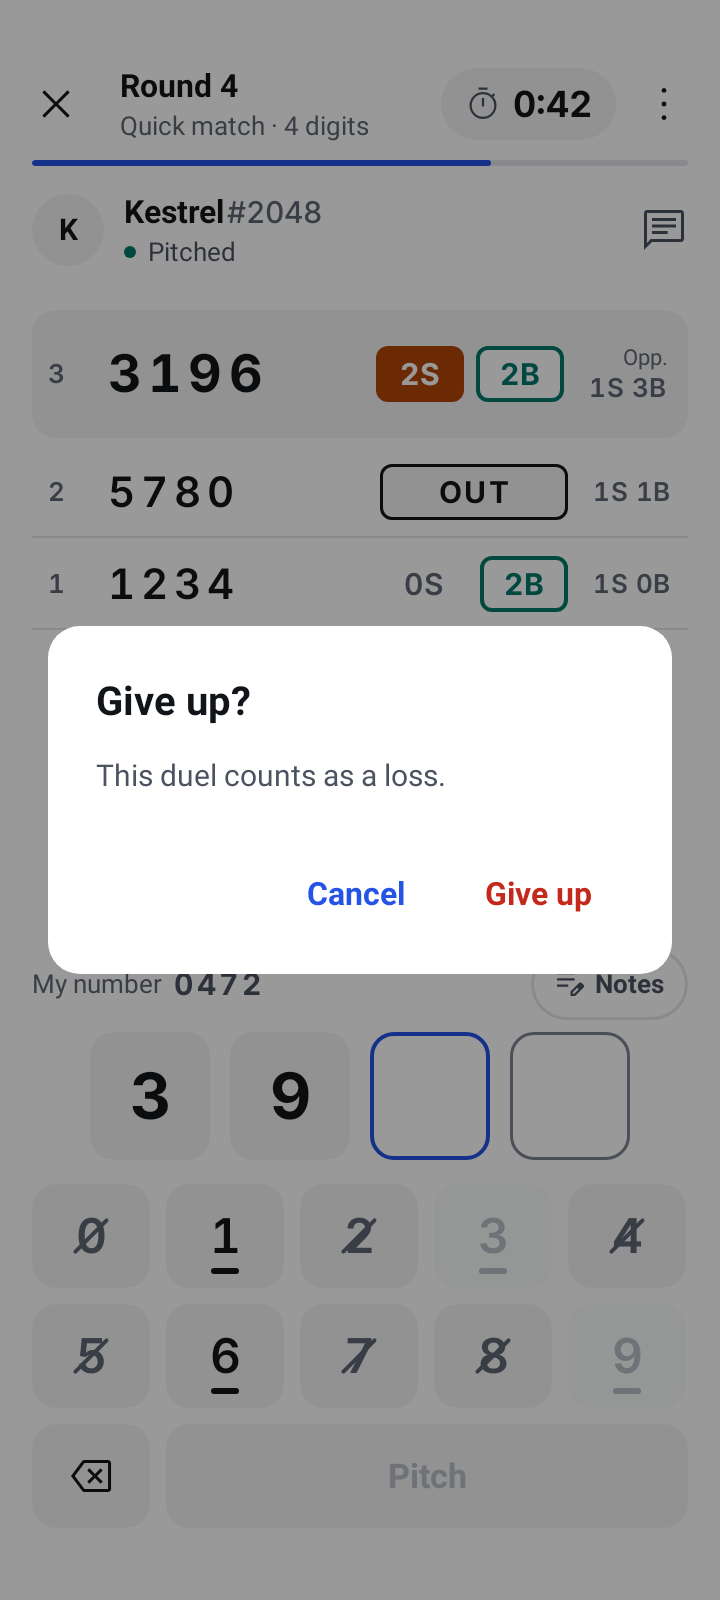 Round 4
Quick match · 4 digits
0:42
K
Kestrel#2048
Pitched
3 3196 2S 2B Opp. 1S 3B
2 5780 OUT 1S 1B
1 1234 0S 2B 1S 0B
Give up?
This duel counts as a loss.
Cancel Give up
My number 0472 Notes
3 9
0 1 2 3 4
5 6 7 8 9
Pitch